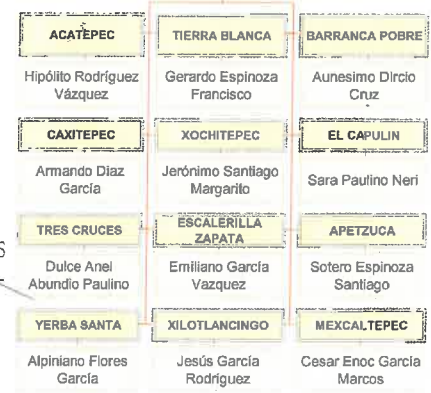 ACATEPEC
Hipólito Rodríguez
Vázquez
TIERRA BLANCA
Gerardo Espinoza
Francisco
BARRANCA POBRE
Aunesimo Dircio
Cruz
CAXITEPEC
Armando Diaz
García
XOCHITEPEC
Jerónimo Santiago
Margarito
EL CAPULIN
Sara Paulino Neri
TRES CRUCES
Dulce Anel
Abundio Paulino
ESCALERILLA
ZAPATA
Emiliano García
Vazquez
APETZUCA
Sotero Espinoza
Santiago
S
YERBA SANTA
Alpiniano Flores
García
XILOTLANCINGO
Jesús García
Rodriguez
MEXCALTEPEC
Cesar Enoc García
Marcos